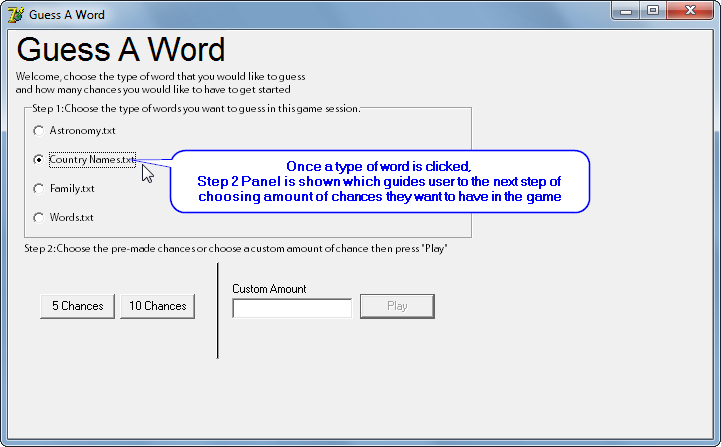 Guess A Word
Guess A Word
Welcome, choose the type of word that you would like to guess
and how many chances you would like to have to get started
Step 1:Choose the type of words you want to guess in this game session.
Astronomy.txt
Country Names.txt
Once a type of word is clicked,
Step 2 Panel is shown which guides user to the next step of
choosing amount of chances they want to have in the game
Family.txt
Words.txt
Step 2:Choose the pre-made chances or choose a custom amount of chance then press "Play"
Custom Amount
5 Chances
10 Chances
Play